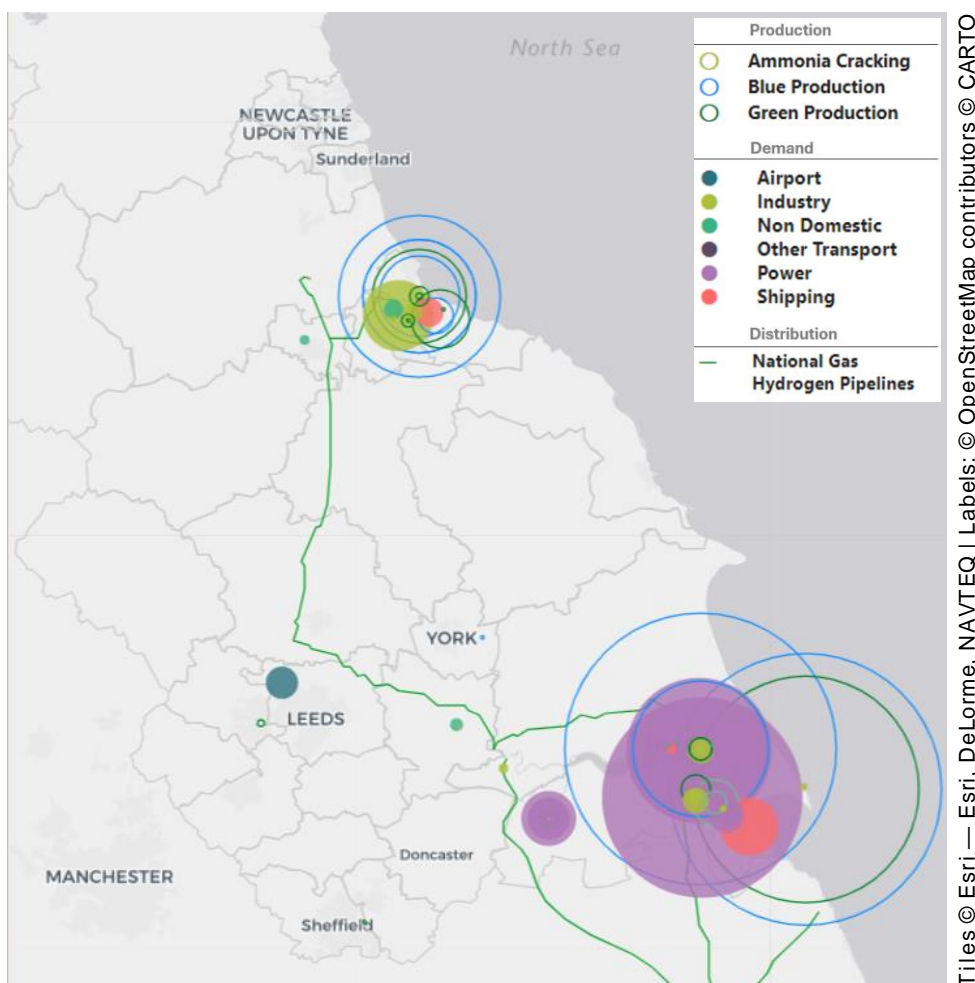 North Sea
NEWCASTLE
UPON TYNE
Sunderland
YORK
LEEDS
MANCHESTER
Doncaster
Sheffield
Production
Ammonia Cracking
Blue Production
Green Production
Demand
Airport
Industry
Non Domestic
Other Transport
Power
Shipping
Distribution
National Gas
Hydrogen Pipelines
Tiles © Esri — Esri, DeLorme, NAVTEQ | Labels: © OpenStreetMap contributors © CARTO